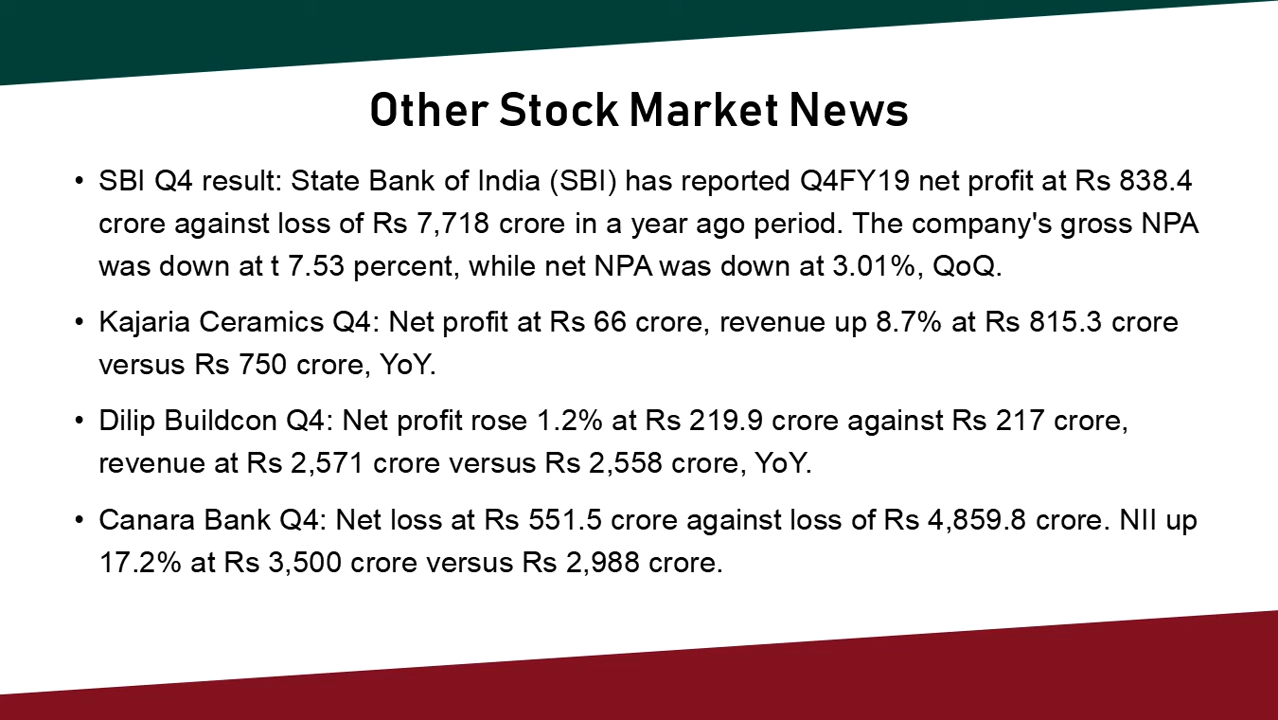 Other Stock Market News
• SBI Q4 result: State Bank of India (SBI) has reported Q4FY19 net profit at Rs 838.4
crore against loss of Rs 7,718 crore in a year ago period. The company's gross NPA
was down at t 7.53 percent, while net NPA was down at 3.01%, QoQ.
• Kajaria Ceramics Q4: Net profit at Rs 66 crore, revenue up 8.7% at Rs 815.3 crore
versus Rs 750 crore, YoY.
• Dilip Buildcon Q4: Net profit rose 1.2% at Rs 219.9 crore against Rs 217 crore,
revenue at Rs 2,571 crore versus Rs 2,558 crore, YoY.
• Canara Bank Q4: Net loss at Rs 551.5 crore against loss of Rs 4,859.8 crore. NII up
17.2% at Rs 3,500 crore versus Rs 2,988 crore.